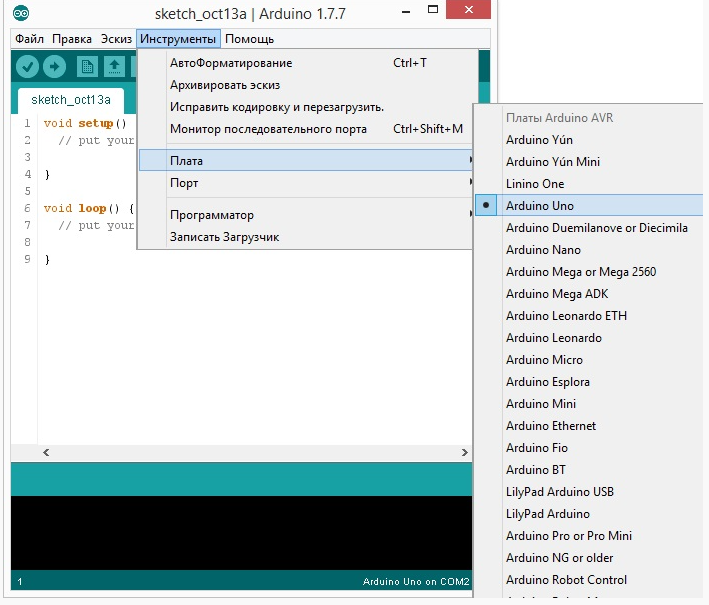 sketch_oct13a | Arduino 1.7.7
Файл Правка Эскиз Инструменты Помощь
АвтоФорматирование Ctrl+T
Архивировать эскиз
Исправить кодировку и перезагрузить.
Монитор последовательного порта Ctrl+Shift+M
Плата
Порт
Программатор
Записать Загрузчик
sketch_oct13a
1 void setup()
2 // put your
3
4 }
5
6 void loop() {
7 // put your
8
9 }
Платы Arduino AVR
Arduino Yún
Arduino Yún Mini
Linino One
Arduino Uno
Arduino Duemilanove or Diecimila
Arduino Nano
Arduino Mega or Mega 2560
Arduino Mega ADK
Arduino Leonardo ETH
Arduino Leonardo
Arduino Micro
Arduino Esplora
Arduino Mini
Arduino Ethernet
Arduino Fio
Arduino BT
LilyPad Arduino USB
LilyPad Arduino
Arduino Pro or Pro Mini
Arduino NG or older
Arduino Robot Control
1 Arduino Uno on COM2